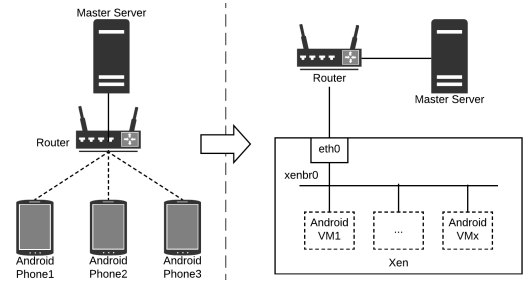 Master Server
Router
Android
Phone1
Android
Phone2
Android
Phone3
Router
Master Server
eth0
xenbr0
Android
VM1
...
Android
VMx
Xen